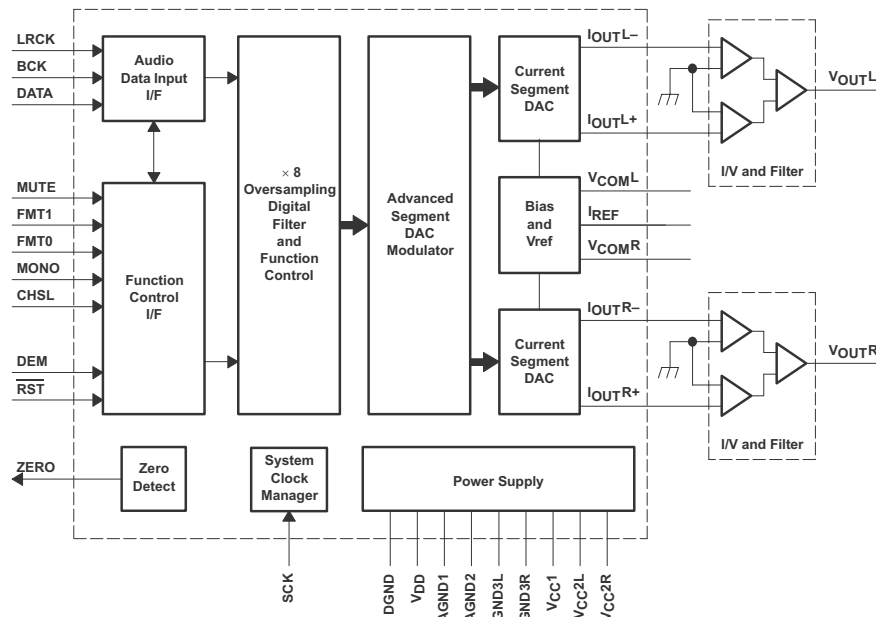 LRCK
BCK
DATA
Audio
Data Input
I/F
MUTE
FMT1
FMT0
MONO
CHSL
DEM
RST
Function
Control
I/F
× 8
Oversampling
Digital
Filter
and
Function
Control
Advanced
Segment
DAC
Modulator
Current
Segment
DAC
IOUTL–
IOUTL+
Bias
and
Vref
VCOML
IREF
VCOMR
Current
Segment
DAC
IOUTR–
IOUTR+
VOUTL
I/V and Filter
VOUTR
I/V and Filter
ZERO
Zero
Detect
System
Clock
Manager
Power Supply
SCK
DGND
VDD
AGND1
AGND2
GND3L
GND3R
VCC1
VCC2L
VCC2R